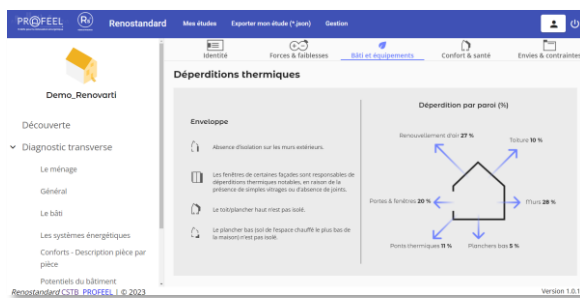 PROFEEL
Rs
Renostandard
Mes études
Exporter mon étude (*.json)
Gestion
Identité
Forces & faiblesses
Bâti et équipements
Confort & santé
Envies & contraintes
Demo_Renovarti
Découverte
Diagnostic transverse
Le ménage
Général
Le bâti
Les systèmes énergétiques
Conforts - Description pièce par
pièce
Potentiels du bâtiment
Déperditions thermiques
Enveloppe
Absence d'isolation sur les murs extérieurs.
Les fenêtres de certaines façades sont responsables de
déperditions thermiques notables, en raison de la
présence de simples vitrages ou d'absence de joints.
Le toit/plancher haut n'est pas isolé.
Le plancher bas (sol de l'espace chauffé le plus bas de
la maison) n'est pas isolé.
Déperdition par paroi (%)
Renouvellement d'air 27 %
Toiture 10 %
Portes & fenêtres 20 %
Murs 28 %
Ponts thermiques 11 %
Planchers bas 5 %
Renostandard CSTB PROFEEL | © 2023
Version 1.0.1